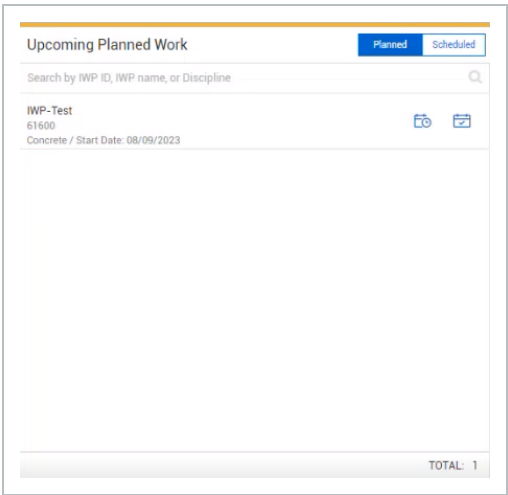 Upcoming Planned Work
Planned
Scheduled
Search by IWP ID, IWP name, or Discipline
IWP-Test
61600
Concrete / Start Date: 08/09/2023
TOTAL: 1